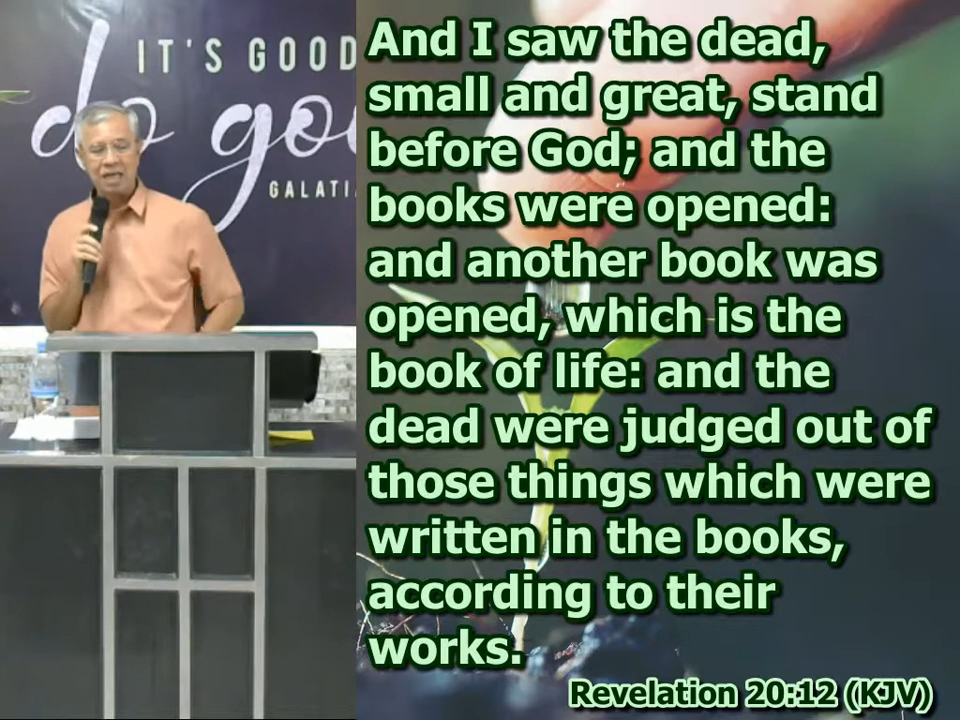 IT'S GOOD
do
GALATI
And I saw the dead,
small and great, stand
before God; and the
books were opened:
and another book was
opened, which is the
book of life: and the
dead were judged out of
those things which were
written in the books,
according to their
works.
Revelation 20:12 (KJV)